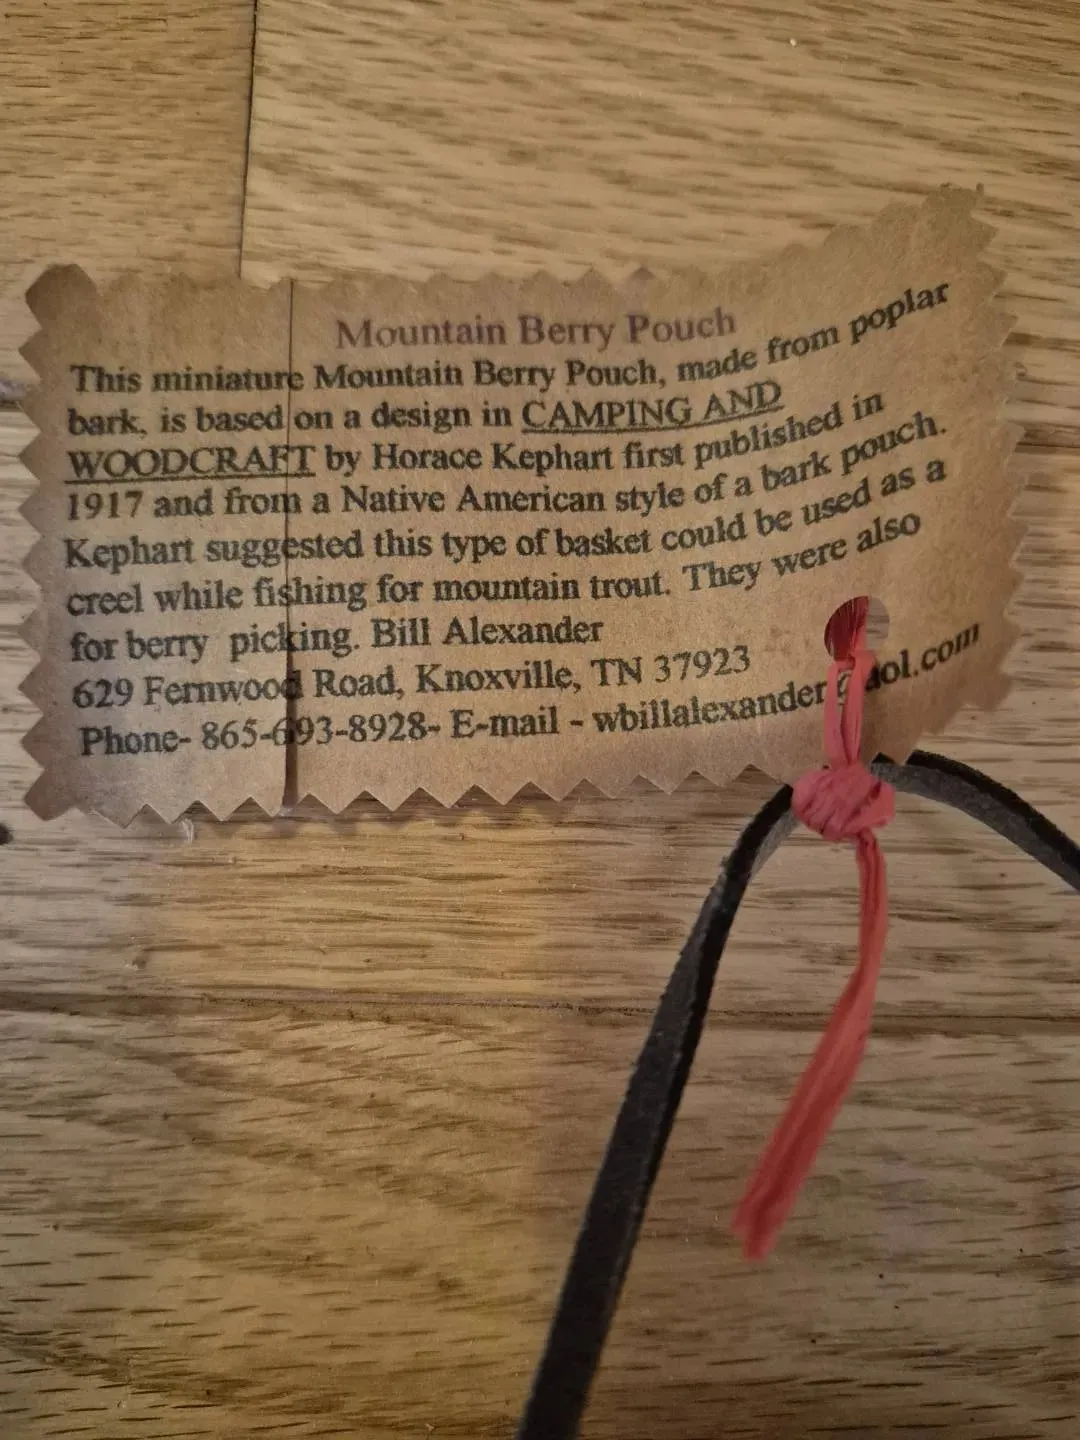 Mountain Berry Pouch
This miniature Mountain Berry Pouch, made from poplar
bark, is based on a design in CAMPING AND
WOODCRAFT by Horace Kephart first published in
1917 and from a Native American style of a bark pouch.
Kephart suggested this type of basket could be used as a
creel while fishing for mountain trout. They were also
for berry picking. Bill Alexander
629 Fernwood Road, Knoxville, TN 37923
Phone- 865-693-8928- E-mail - wbillalexander@aol.com